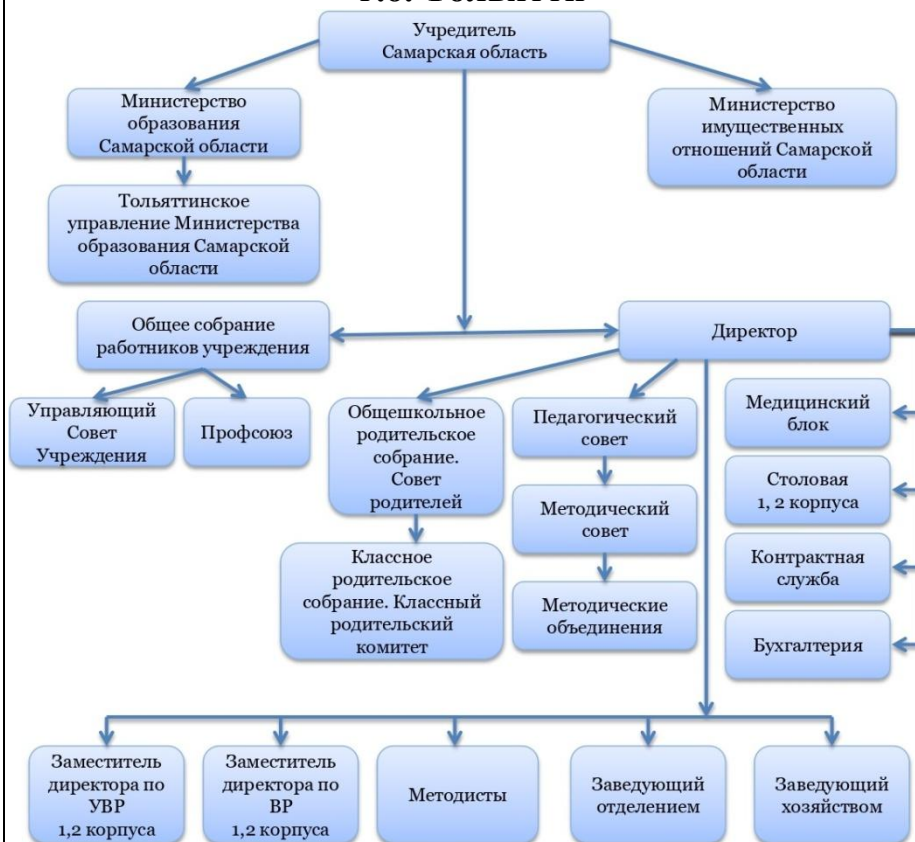 г.о. Тольятти
Учредитель
Самарская область
Министерство
образования
Самарской области
Министерство
имущественных
отношений Самарской
области
Тольяттинское
управление Министерства
образования Самарской
области
Общее собрание
работников учреждения
Директор
Управляющий
Совет
Учреждения
Профсоюз
Общешкольное
родительское
собрание.
Совет
родителей
Педагогический
совет
Медицинский
блок
Столовая
1, 2 корпуса
Методический
совет
Классное
родительское
собрание. Классный
родительский
комитет
Контрактная
служба
Методические
объединения
Бухгалтерия
Заместитель
директора по
УВР
1,2 корпуса
Заместитель
директора по
ВР
1,2 корпуса
Методисты
Заведующий
отделением
Заведующий
хозяйством